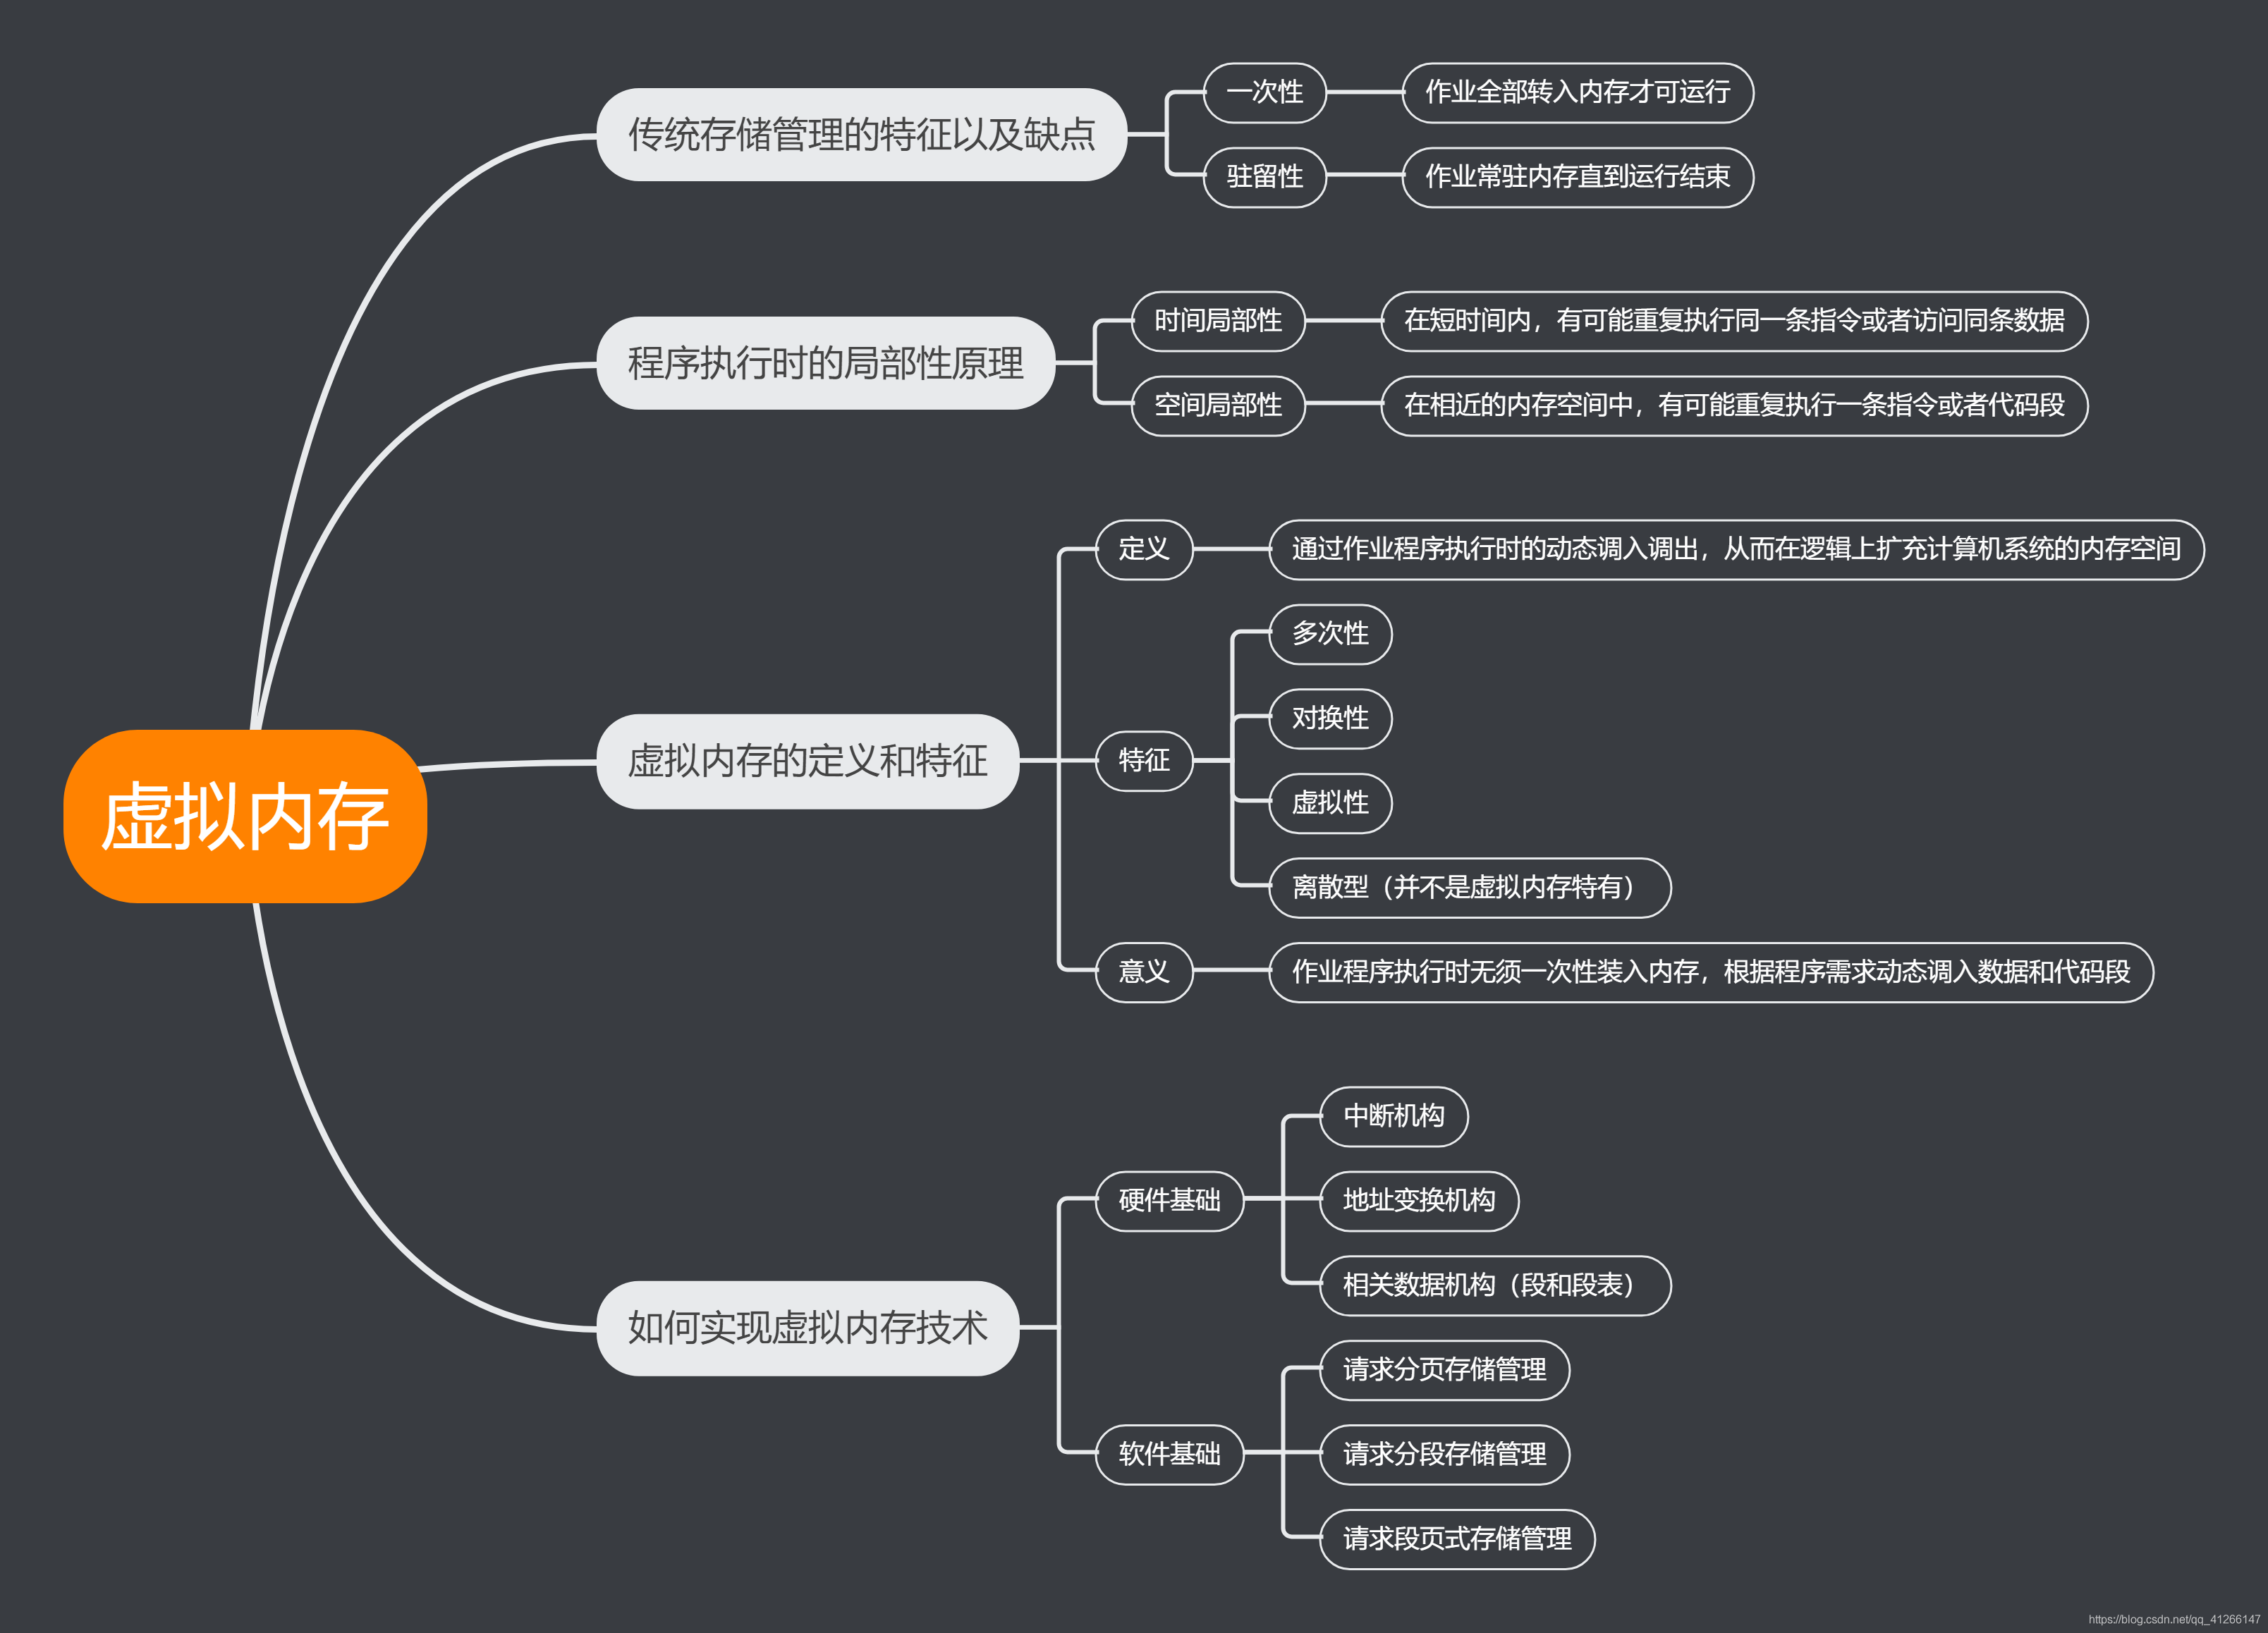 虚拟内存
传统存储管理的特征以及缺点
一次性
作业全部转入内存才可运行
驻留性
作业常驻内存直到运行结束
程序执行时的局部性原理
时间局部性
在短时间内，有可能重复执行同一条指令或者访问同条数据
空间局部性
在相近的内存空间中，有可能重复执行一条指令或者代码段
虚拟内存的定义和特征
定义
通过作业程序执行时的动态调入调出，从而在逻辑上扩充计算机系统的内存空间
特征
多次性
对换性
虚拟性
离散型（并不是虚拟内存特有）
意义
作业程序执行时无须一次性装入内存，根据程序需求动态调入数据和代码段
如何实现虚拟内存技术
硬件基础
中断机构
地址变换机构
相关数据机构（段和段表）
软件基础
请求分页存储管理
请求分段存储管理
请求段页式存储管理
https://blog.csdn.net/qq_41266147